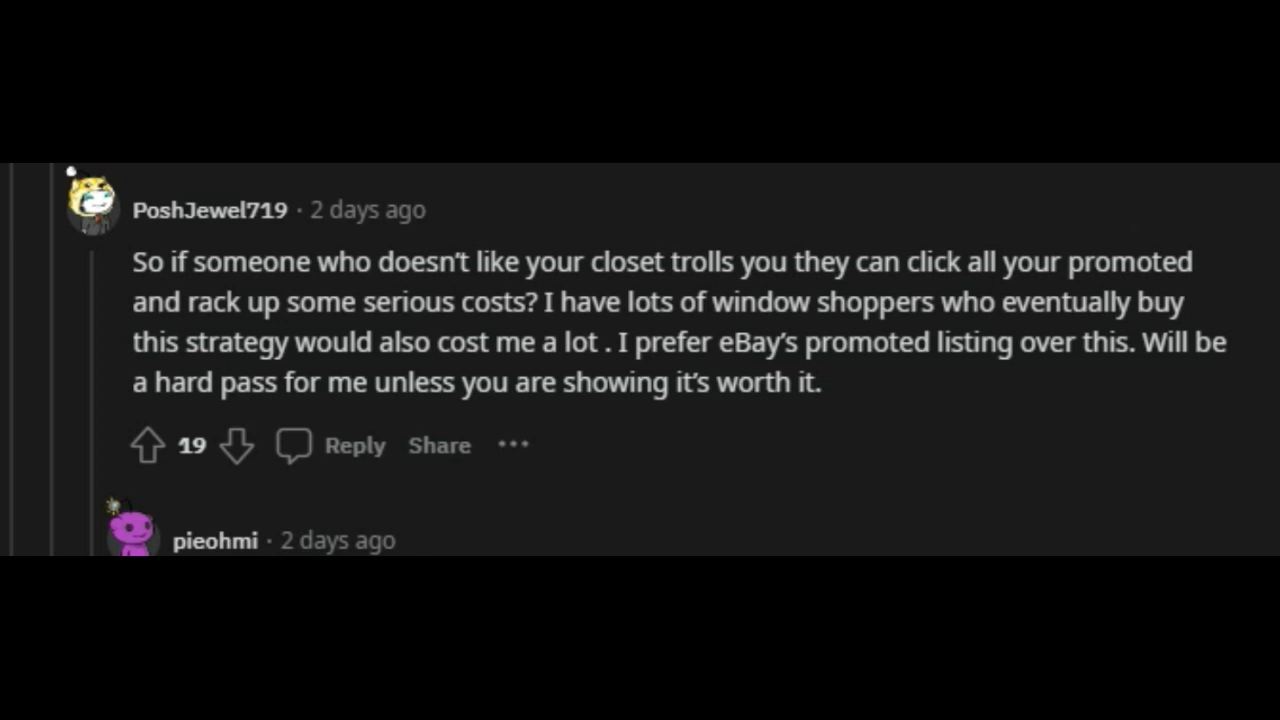 PoshJewel719 · 2 days ago
So if someone who doesn’t like your closet trolls you they can click all your promoted
and rack up some serious costs? I have lots of window shoppers who eventually buy
this strategy would also cost me a lot . I prefer eBay’s promoted listing over this. Will be
a hard pass for me unless you are showing it’s worth it.
19 Reply Share •••
pieohmi · 2 days ago